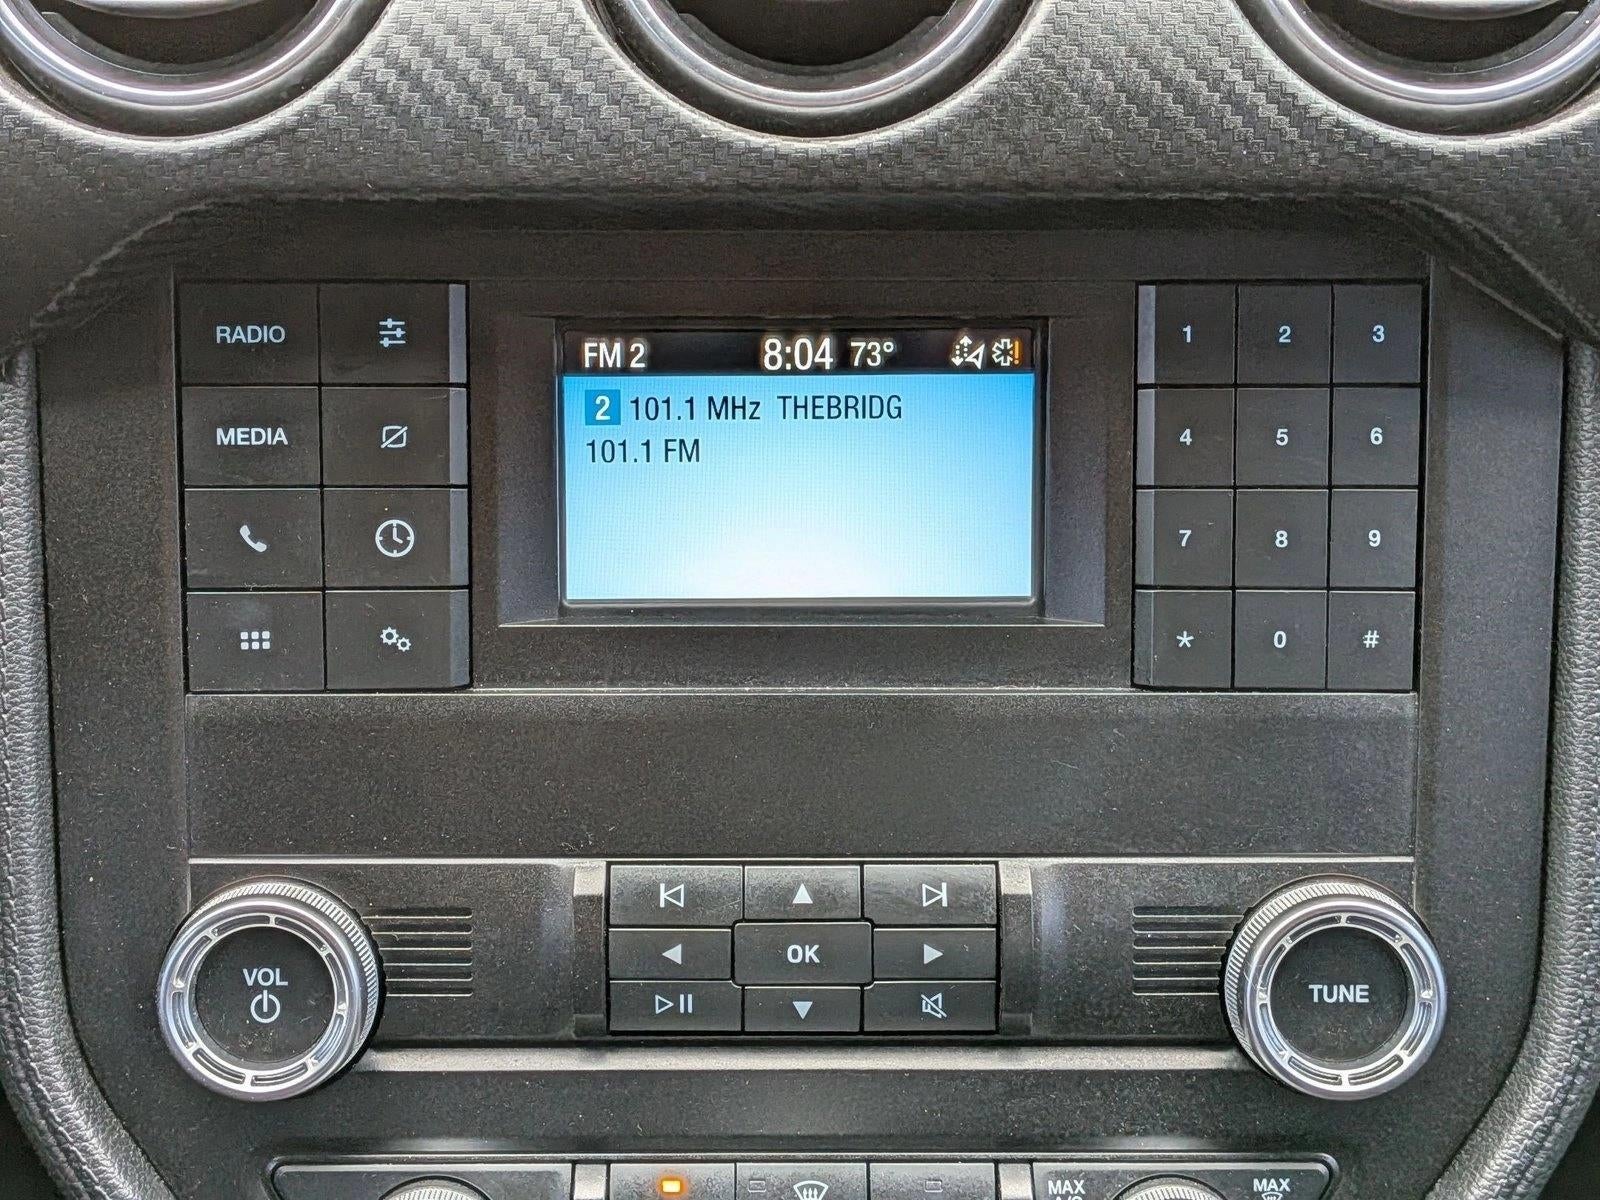 FM 2 8:04 73°
2 101.1 MHz THEBRIDG
101.1 FM
RADIO
MEDIA
1 2 3
4 5 6
7 8 9
* 0 #
VOL
OK
TUNE
MAX
A/C
MAX